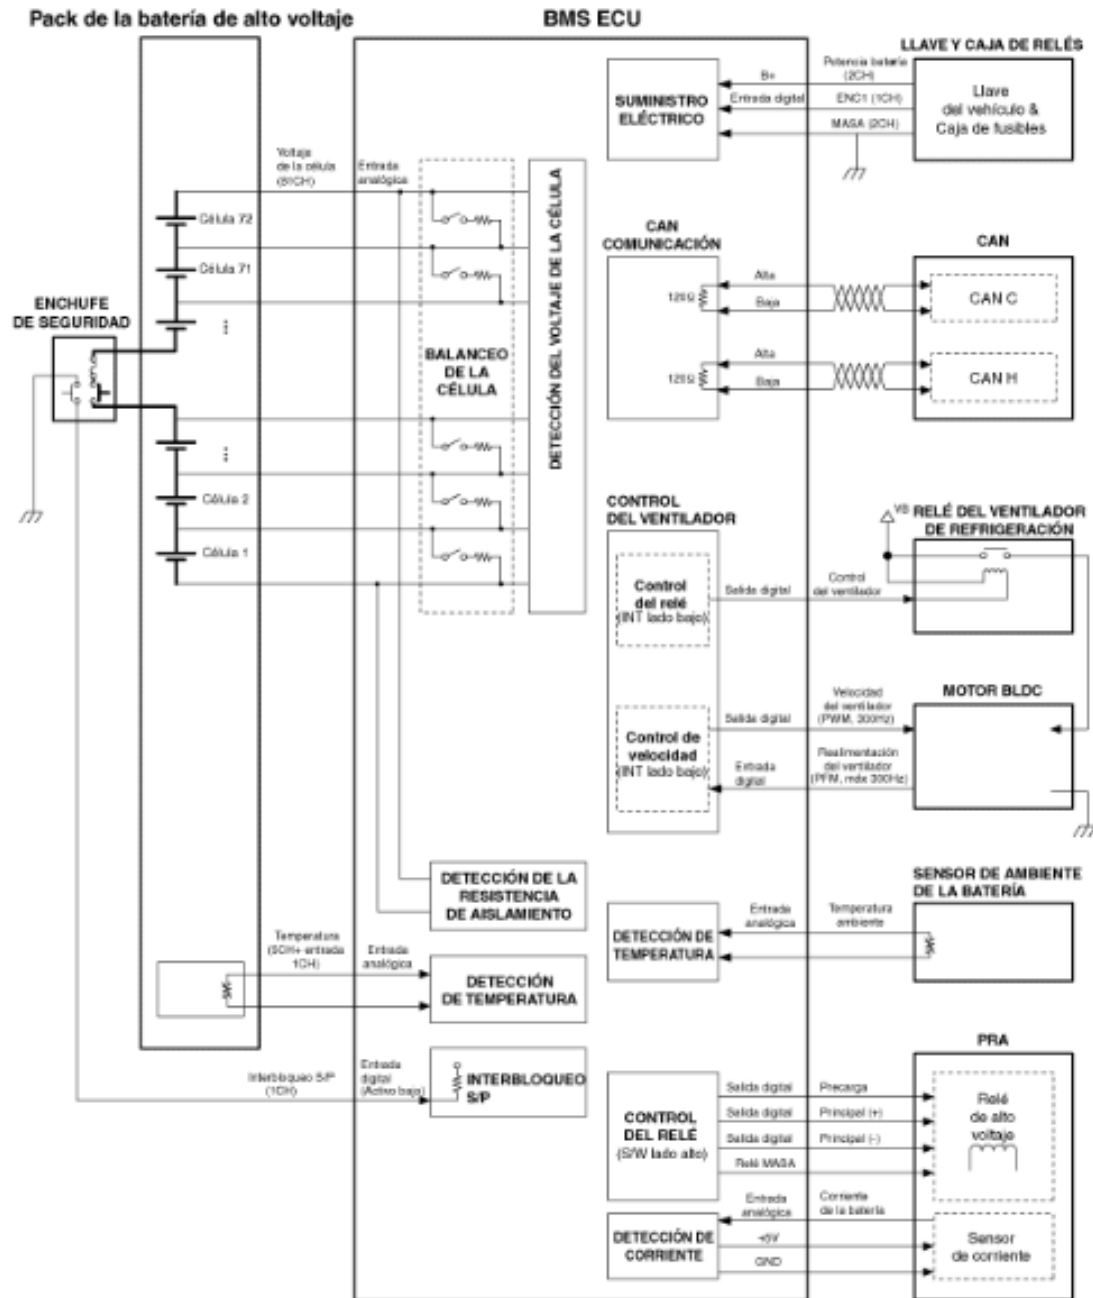 Pack de la batería de alto voltaje
BMS ECU
LLAVE Y CAJA DE RELÉS
SUMINISTRO
ELÉCTRICO
B+
Entrada digital
Potencia batería
(2CH)
ENC1 (1CH)
MASA (2CH)
Llave
del vehículo &
Caja de fusibles
Voltaje
de la célula
(81CH)
Entrada
analógica
Célula 72
Célula 71
ENCHUFE
DE SEGURIDAD
Célula 2
Célula 1
BALANCEO
DE LA
CÉLULA
DETECCIÓN DEL VOLTAJE DE LA CÉLULA
CAN
COMUNICACIÓN
CAN
120Ω
Alta
Baja
CAN C
120Ω
Alta
Baja
CAN H
CONTROL
DEL VENTILADOR
VB
RELÉ DEL VENTILADOR
DE REFRIGERACIÓN
Control
del relé
(INT lado bajo)
Salida digital
Control
del ventilador
MOTOR BLDC
Control de
velocidad
(INT lado bajo)
Salida digital
Velocidad
del ventilador
(PWM, 300Hz)
Entrada
digital
Realimentación
del ventilador
(PFM, máx 300Hz)
DETECCIÓN DE LA
RESISTENCIA
DE AISLAMIENTO
SENSOR DE AMBIENTE
DE LA BATERÍA
DETECCIÓN DE
TEMPERATURA
Entrada
analógica
Temperatura
ambiente
Temperatura
(5CH+ entrada
1CH)
Entrada
analógica
DETECCIÓN
DE TEMPERATURA
Interbloqueo S/P
(1CH)
Entrada
digital
(Activo bajo)
INTERBLOQUEO
S/P
PRA
CONTROL
DEL RELÉ
(S/W lado alto)
Salida digital
Precarga
Salida digital
Principal (+)
Salida digital
Principal (-)
Relé MASA
Relé
de alto
voltaje
DETECCIÓN DE
CORRIENTE
Entrada
analógica
Corriente
de la batería
+5V
GND
Sensor
de corriente